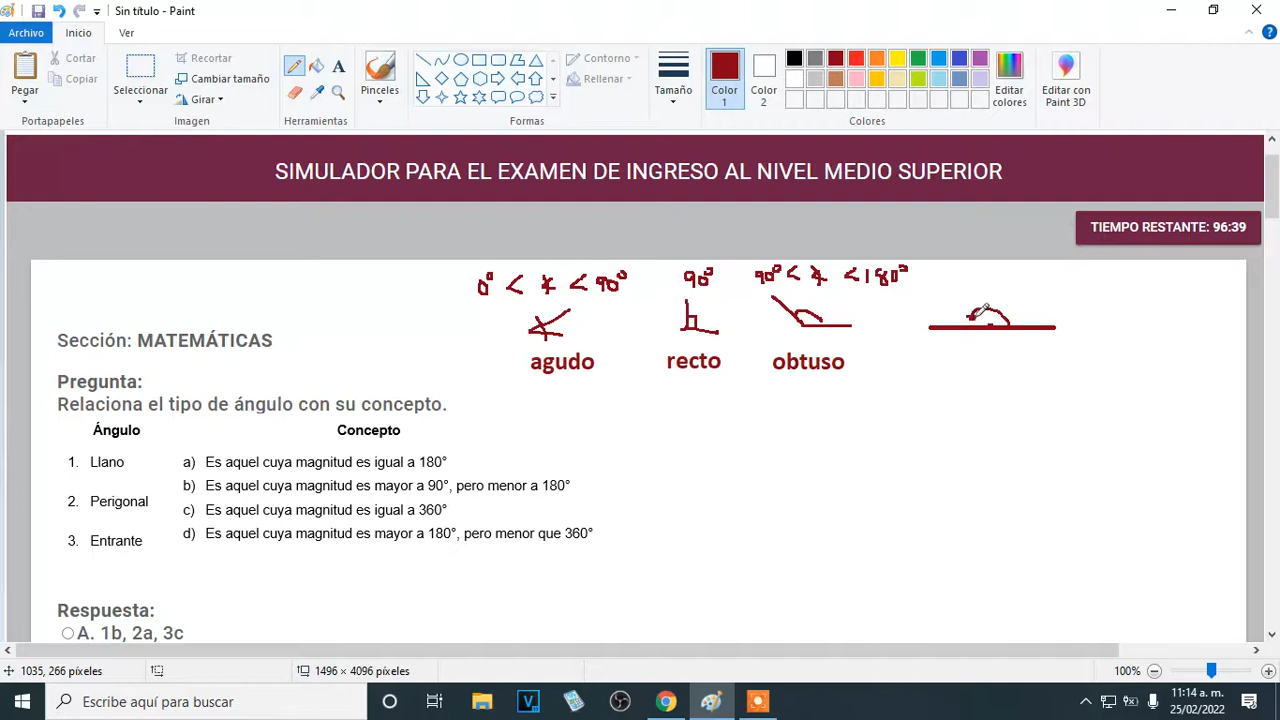 Sin título - Paint
Archivo Inicio Ver
Pegar Cortar Copiar Seleccionar Recortar Cambiar tamaño Girar Pinceles Contorno Rellenar Tamaño Color 1 Color 2 Editar colores Editar con Paint 3D
Portapapeles Imagen Herramientas Formas Colores
SIMULADOR PARA EL EXAMEN DE INGRESO AL NIVEL MEDIO SUPERIOR
TIEMPO RESTANTE: 96:39
0° < ∡ < 90° 90° 90° < ∡ < 180°
agudo recto obtuso
Sección: MATEMÁTICAS
Pregunta:
Relaciona el tipo de ángulo con su concepto.
Ángulo Concepto
1. Llano a) Es aquel cuya magnitud es igual a 180°
b) Es aquel cuya magnitud es mayor a 90°, pero menor a 180°
2. Perigonal c) Es aquel cuya magnitud es igual a 360°
d) Es aquel cuya magnitud es mayor a 180°, pero menor que 360°
3. Entrante
Respuesta:
A. 1b, 2a, 3c
1035, 266 píxeles 1496 × 4096 píxeles 100%
Escribe aquí para buscar
11:14 a. m.
25/02/2022